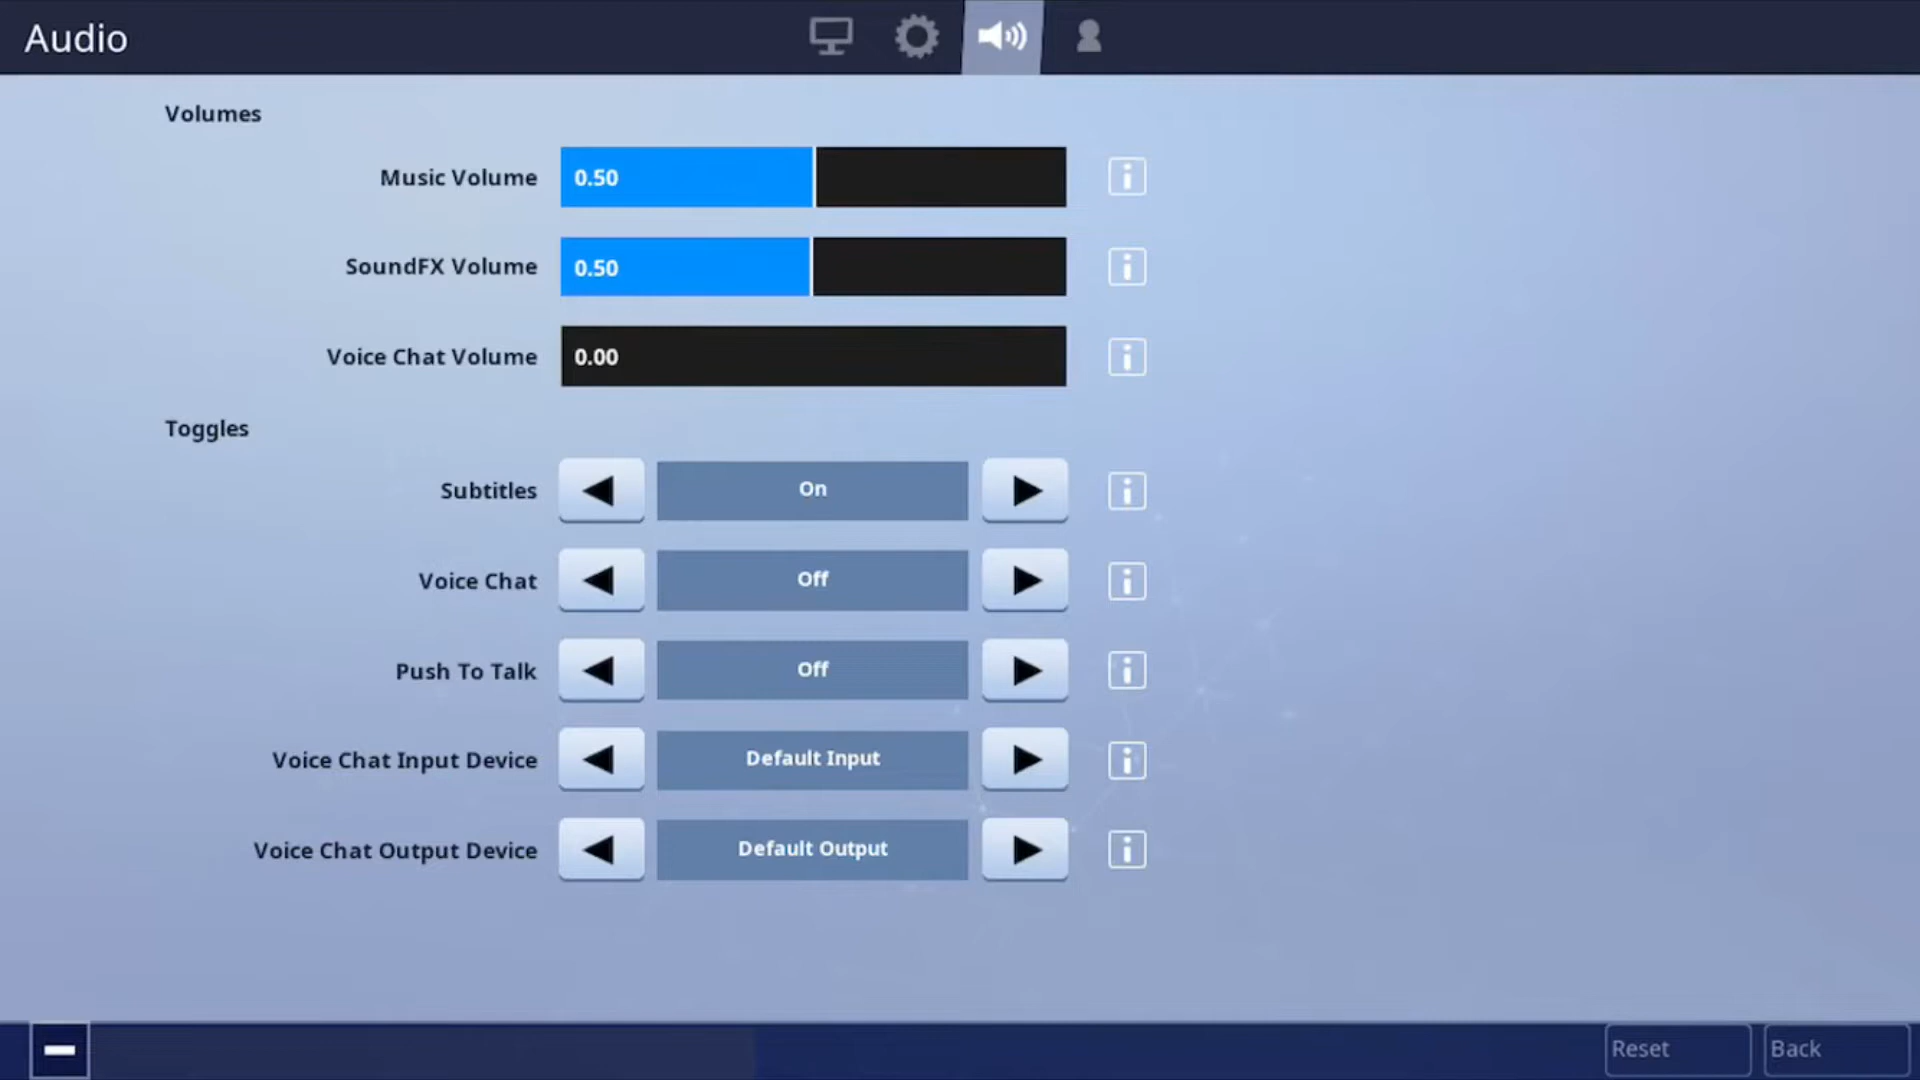 Audio
Volumes
Music Volume 0.50
SoundFX Volume 0.50
Voice Chat Volume 0.00
Toggles
Subtitles On
Voice Chat Off
Push To Talk Off
Voice Chat Input Device Default Input
Voice Chat Output Device Default Output
Reset Back